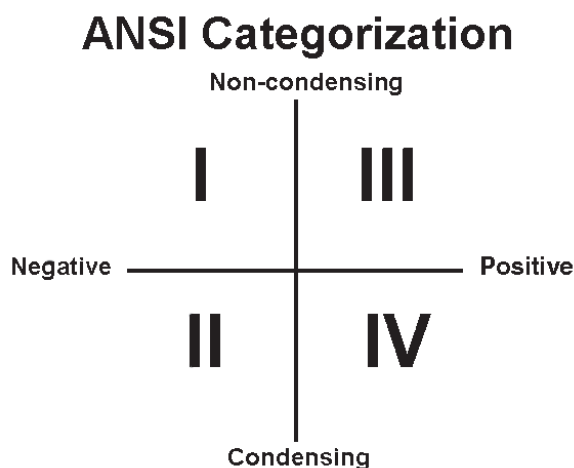 ANSI Categorization
Non-condensing
I III
Negative Positive
II IV
Condensing